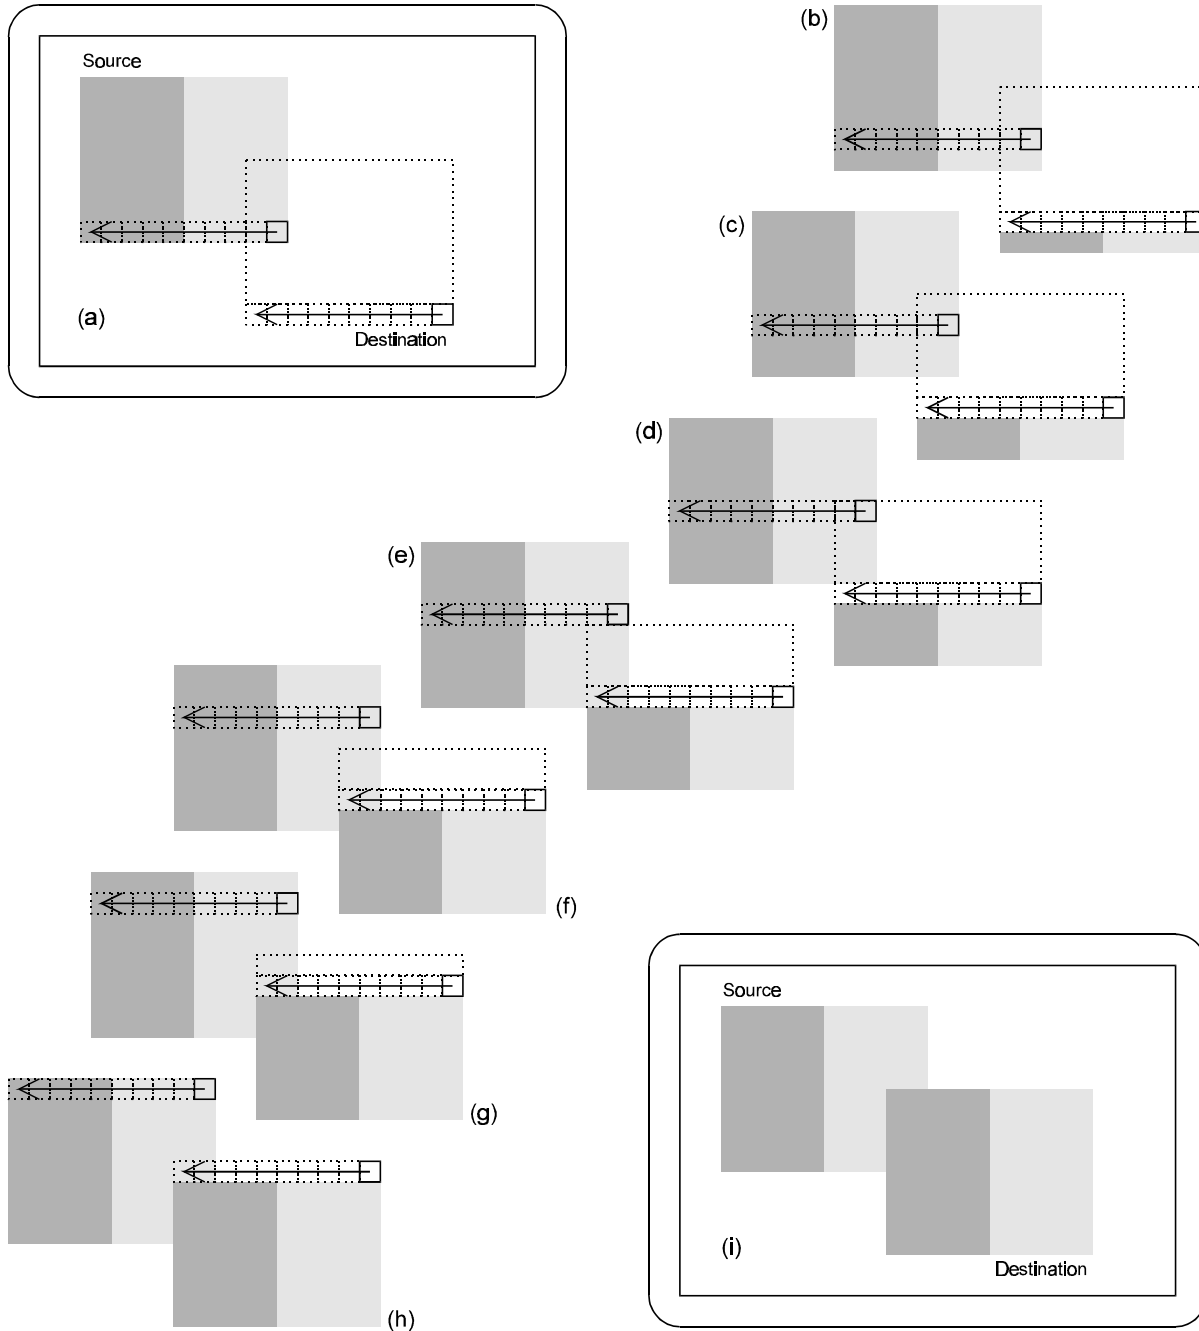 Source
(a)
Destination
(b)
(c)
(d)
(e)
(f)
(g)
(h)
Source
(i)
Destination